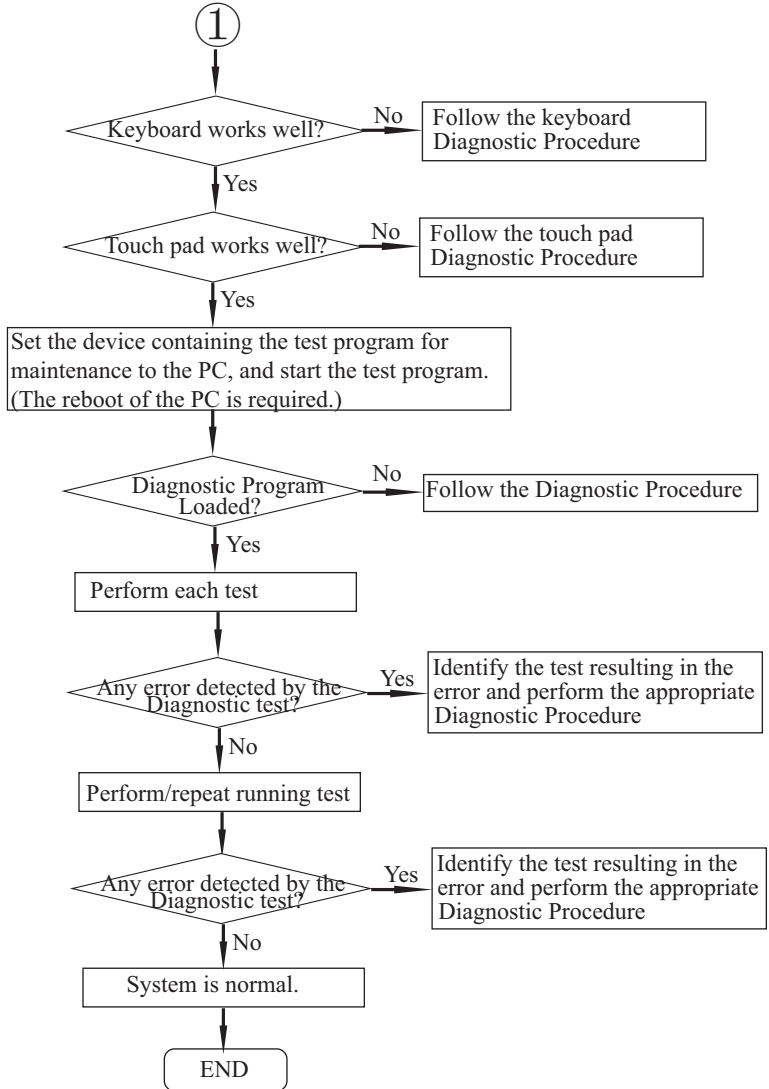 ①
Keyboard works well?
No
Follow the keyboard
Diagnostic Procedure
Yes
Touch pad works well?
No
Follow the touch pad
Diagnostic Procedure
Yes
Set the device containing the test program for
maintenance to the PC, and start the test program.
(The reboot of the PC is required.)
Diagnostic Program
Loaded?
No
Follow the Diagnostic Procedure
Yes
Perform each test
Any error detected by the
Diagnostic test?
Yes
Identify the test resulting in the
error and perform the appropriate
Diagnostic Procedure
No
Perform/repeat running test
Any error detected by the
Diagnostic test?
Yes
Identify the test resulting in the
error and perform the appropriate
Diagnostic Procedure
No
System is normal.
END